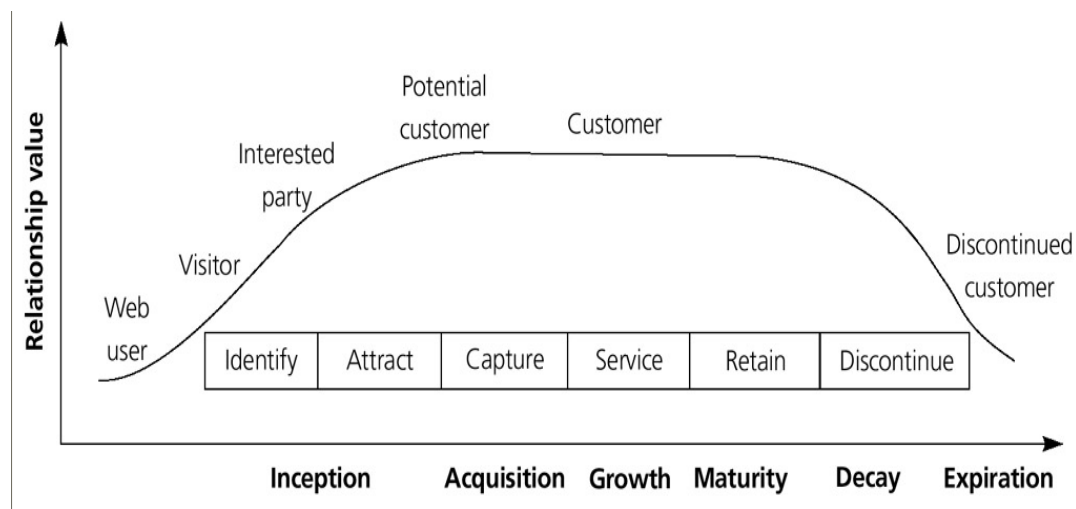 Relationship value
Potential
customer
Customer
Interested
party
Visitor
Discontinued
customer
Web
user
Identify Attract Capture Service Retain Discontinue
Inception Acquisition Growth Maturity Decay Expiration